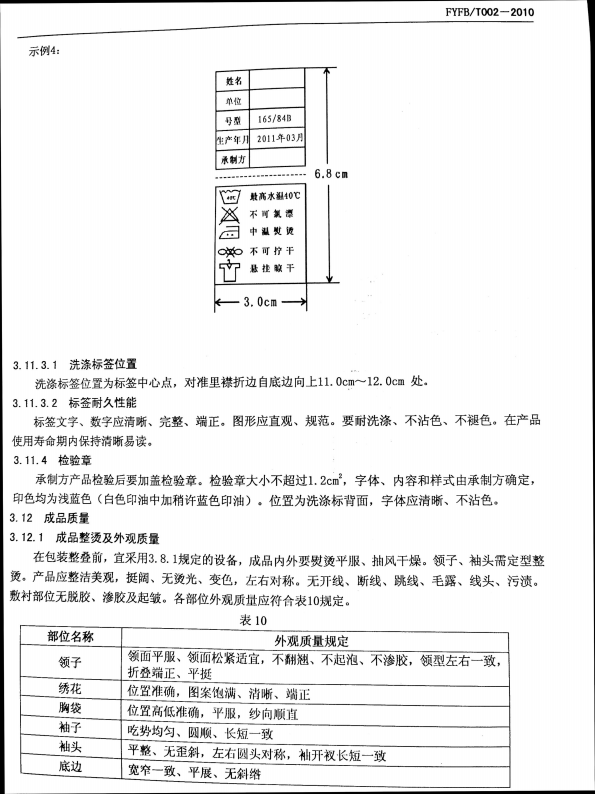 FYFB/T002—2010
示例4：
姓名
单位
号型 165/84B
生产年月 2011年03月
承制方
6.8cm
40℃ 最高水温40℃
不可氯漂
中温熨烫
不可拧干
悬挂晾干
3.0cm
3.11.3.1 洗涤标签位置
洗涤标签位置为标签中心点，对准里襟折边自底边向上11.0cm～12.0cm 处。
3.11.3.2 标签耐久性能
标签文字、数字应清晰、完整、端正。图形应直观、规范。要耐洗涤、不沾色、不褪色。在产品
使用寿命期内保持清晰易读。
3.11.4 检验章
承制方产品检验后要加盖检验章。检验章大小不超过1.2cm²，字体、内容和样式由承制方确定，
印色均为浅蓝色（白色印油中加稍许蓝色印油）。位置为洗涤标背面，字体应清晰、不沾色。
3.12 成品质量
3.12.1 成品整烫及外观质量
在包装整叠前，宜采用3.8.1规定的设备，成品内外要熨烫平服、抽风干燥。领子、袖头需定型整
烫。产品应整洁美观，挺阔、无烫光、变色，左右对称。无开线、断线、跳线、毛露、线头、污渍。
敷衬部位无脱胶、渗胶及起皱。各部位外观质量应符合表10规定。
表 10
部位名称 外观质量规定
领子 领面平服、领面松紧适宜，不翻翘、不起泡、不渗胶，领型左右一致，
折叠端正、平挺
绣花 位置准确，图案饱满、清晰、端正
胸袋 位置高低准确，平服，纱向顺直
袖子 吃势均匀、圆顺、长短一致
袖头 平整、无歪斜，左右圆头对称，袖开衩长短一致
底边 宽窄一致、平展、无斜绺